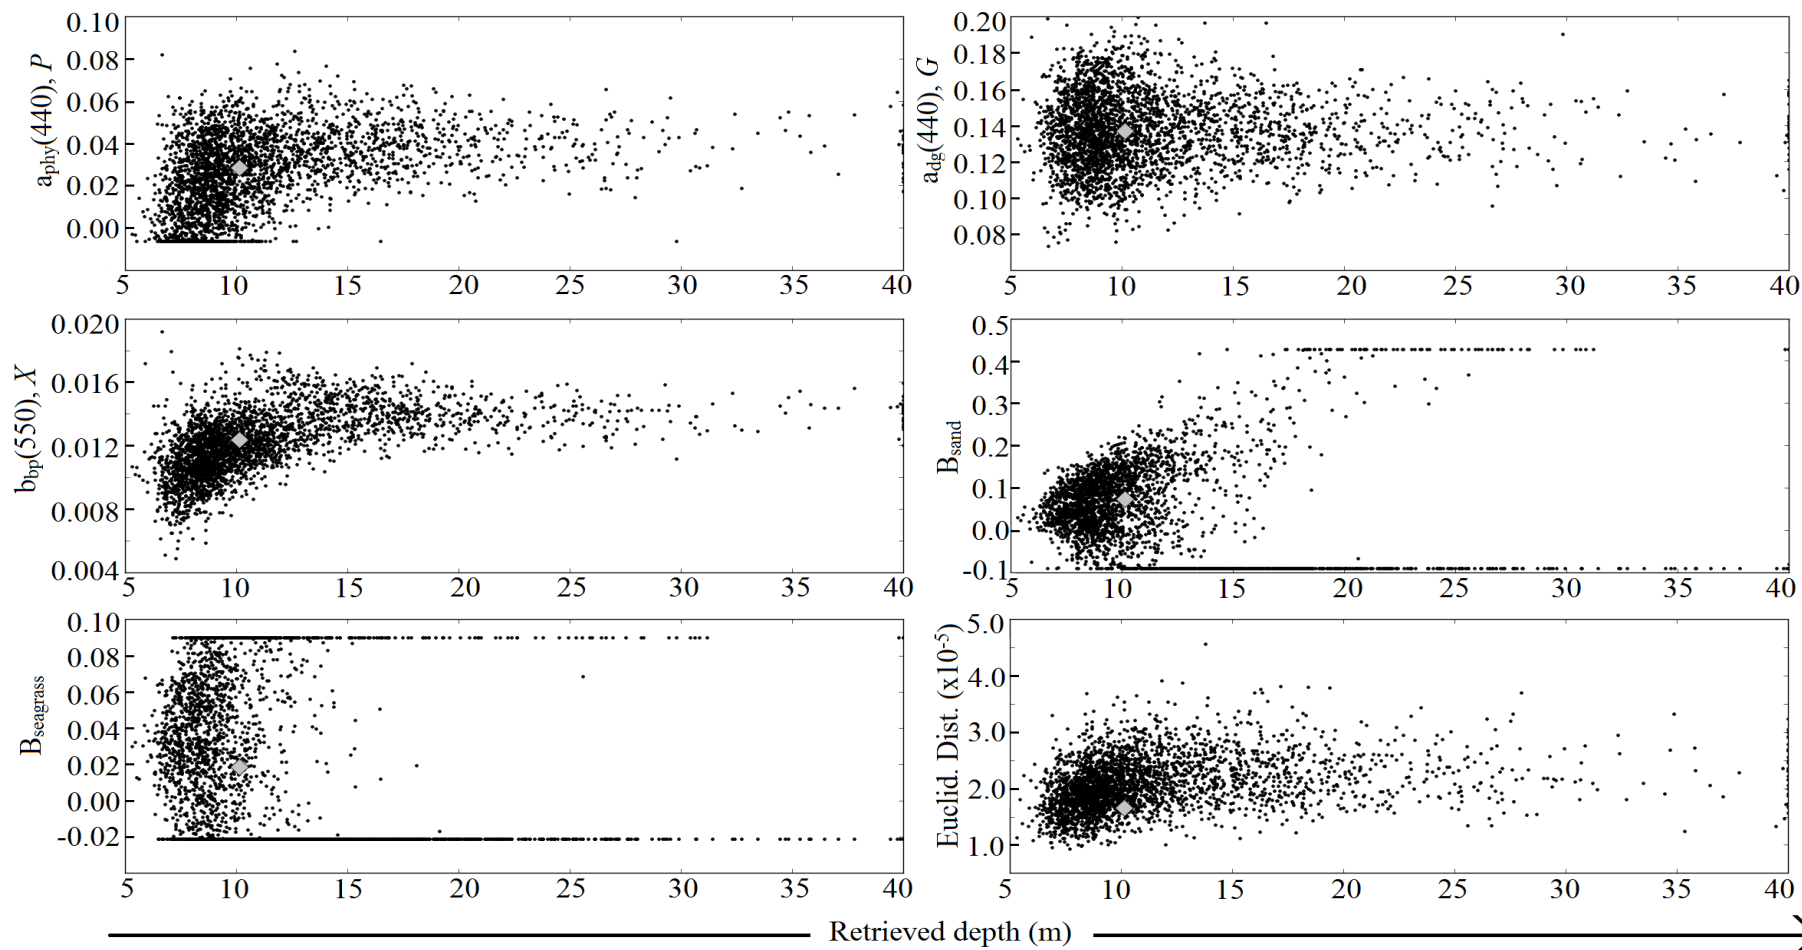 a_phy(440), P
0.10
0.08
0.06
0.04
0.02
0.00
5 10 15 20 25 30 35 40
a_dg(440), G
0.20
0.18
0.16
0.14
0.12
0.10
0.08
5 10 15 20 25 30 35 40
b_bp(550), X
0.020
0.016
0.012
0.008
0.004
5 10 15 20 25 30 35 40
B_sand
0.5
0.4
0.3
0.2
0.1
0.0
-0.1
5 10 15 20 25 30 35 40
B_seagrass
0.10
0.08
0.06
0.04
0.02
0.00
-0.02
5 10 15 20 25 30 35 40
Euclid. Dist. (x10^-5)
5.0
4.0
3.0
2.0
1.0
5 10 15 20 25 30 35 40
Retrieved depth (m)